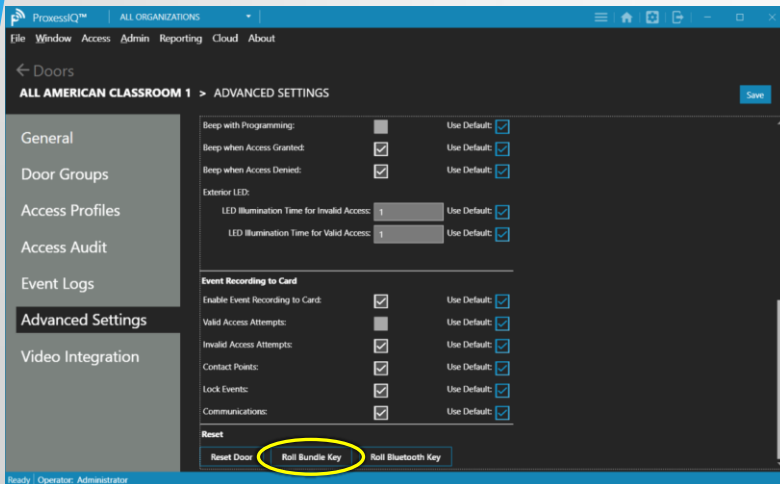 ProxessIQ™ ALL ORGANIZATIONS
File Window Access Admin Reporting Cloud About
Doors
ALL AMERICAN CLASSROOM 1 > ADVANCED SETTINGS
Save
General
Door Groups
Access Profiles
Access Audit
Event Logs
Advanced Settings
Video Integration
Beep with Programming: Use Default:
Beep when Access Granted: Use Default:
Beep when Access Denied: Use Default:
Exterior LED:
LED Illumination Time for Invalid Access: 1 Use Default:
LED Illumination Time for Valid Access: 1 Use Default:
Event Recording to Card
Enable Event Recording to Card: Use Default:
Valid Access Attempts: Use Default:
Invalid Access Attempts: Use Default:
Contact Points: Use Default:
Lock Events: Use Default:
Communications: Use Default:
Reset
Reset Door Roll Bundle Key Roll Bluetooth Key
Ready Operator: Administrator